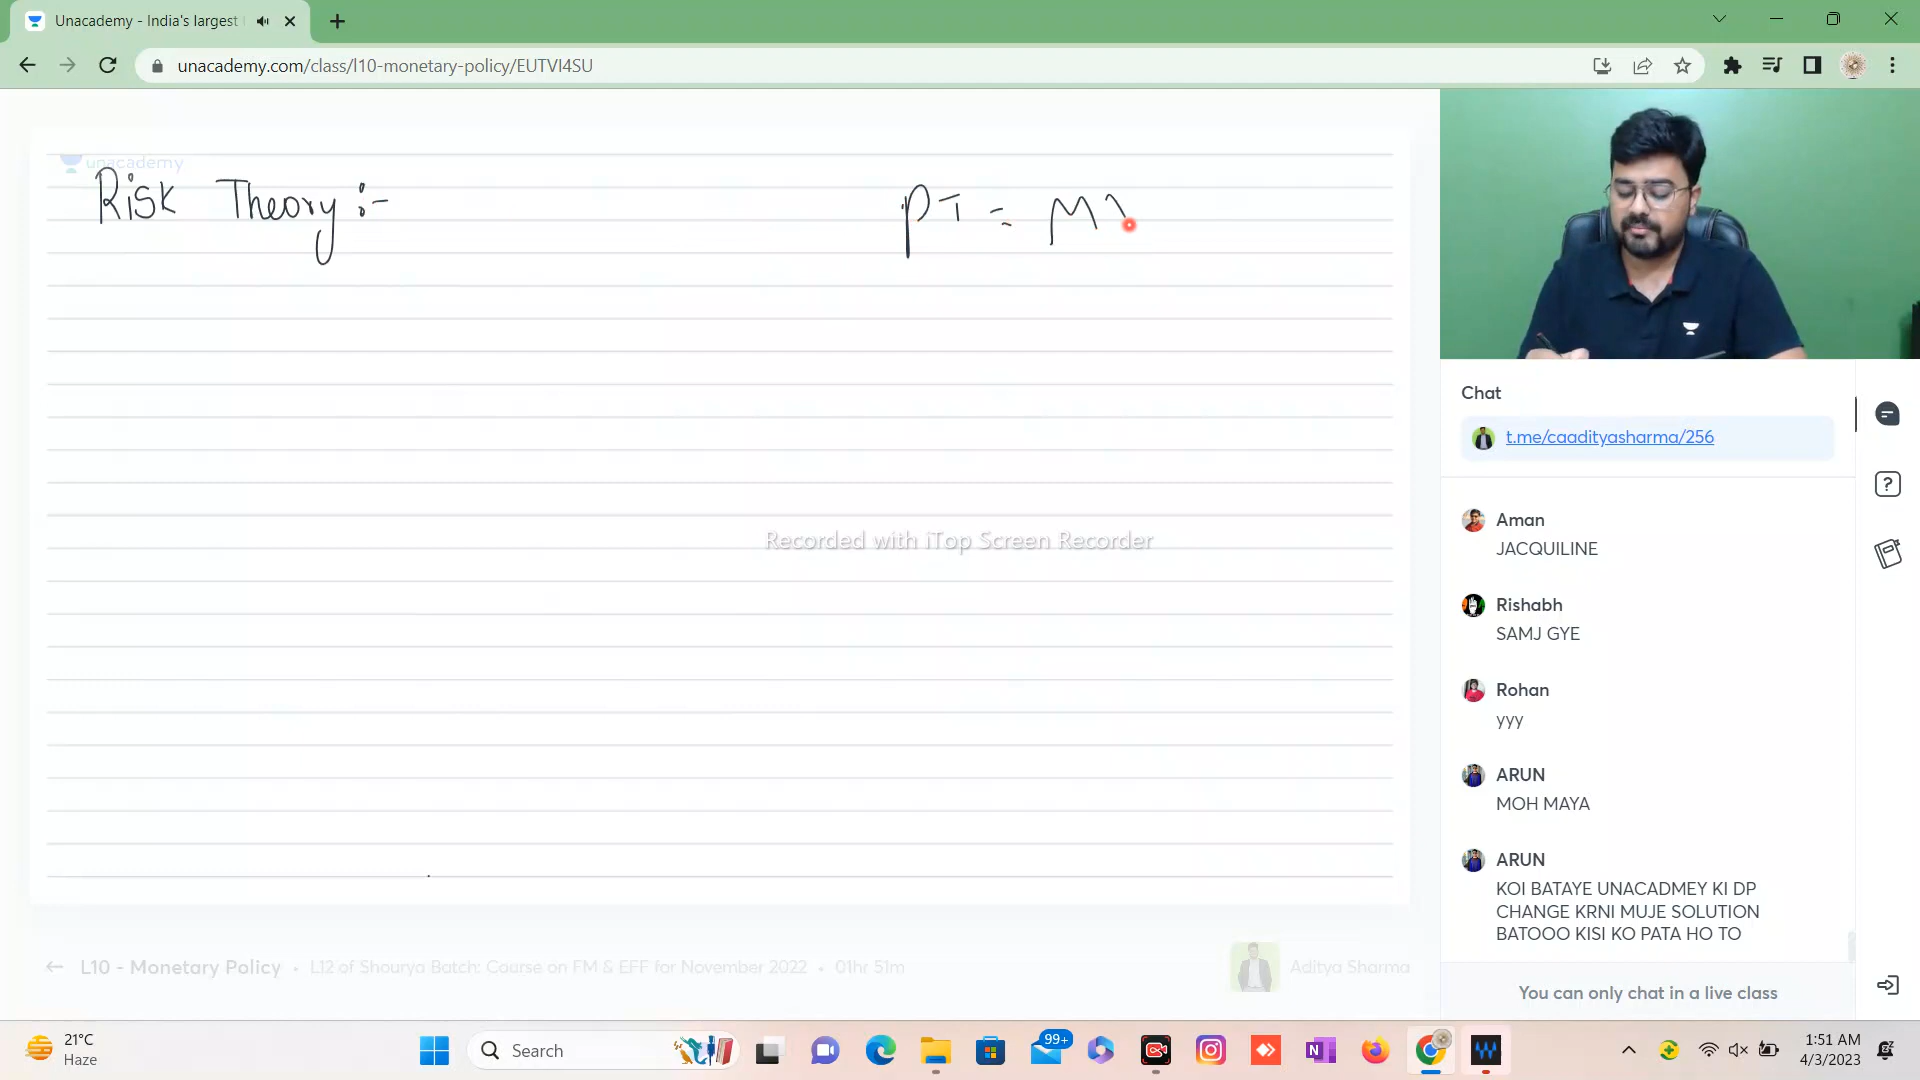 Unacademy - India's largest
unacademy.com/class/l10-monetary-policy/EUTVI4SU
unacademy
Risk Theory :-
PT = M
Recorded with iTop Screen Recorder
Chat
t.me/caadityasharma/256
Aman
JACQUILINE
Rishabh
SAMJ GYE
Rohan
yyy
ARUN
MOH MAYA
ARUN
KOI BATAYE UNACADMEY KI DP
CHANGE KRNI MUJE SOLUTION
BATOOO KISI KO PATA HO TO
L10 - Monetary Policy • L12 of Shourya Batch: Course on FM & EFF for November 2022 • 01hr 51m
Aditya Sharma
You can only chat in a live class
21°C
Haze
Search
99+
1:51 AM
4/3/2023